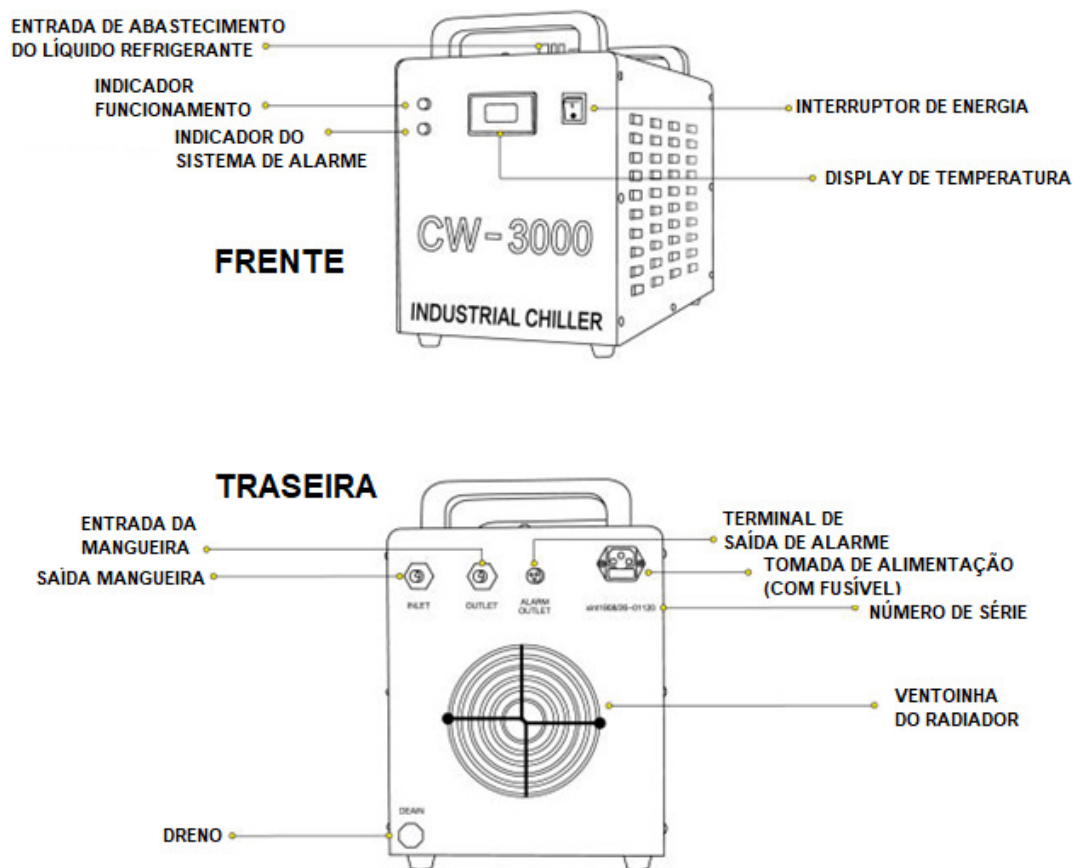 ENTRADA DE ABASTECIMENTO
DO LÍQUIDO REFRIGERANTE
INDICADOR
FUNCIONAMENTO
INDICADOR DO
SISTEMA DE ALARME
INTERRUPTOR DE ENERGIA
DISPLAY DE TEMPERATURA
CW-3000
FRENTE
INDUSTRIAL CHILLER
TRASEIRA
ENTRADA DA
MANGUEIRA
SAÍDA MANGUEIRA
TERMINAL DE
SAÍDA DE ALARME
TOMADA DE ALIMENTAÇÃO
(COM FUSÍVEL)
NÚMERO DE SÉRIE
INLET
OUTLET
ALARM
OUTLET
VENTOINHA
DO RADIADOR
DEAIN
DRENO